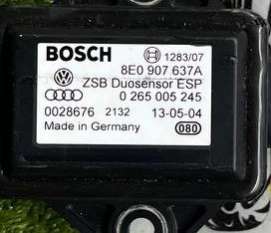 BOSCH 1283/07
8E0 907 637A
ZSB Duosensor ESP
0 265 005 245
0028676 2132 13-05-04
Made in Germany 080